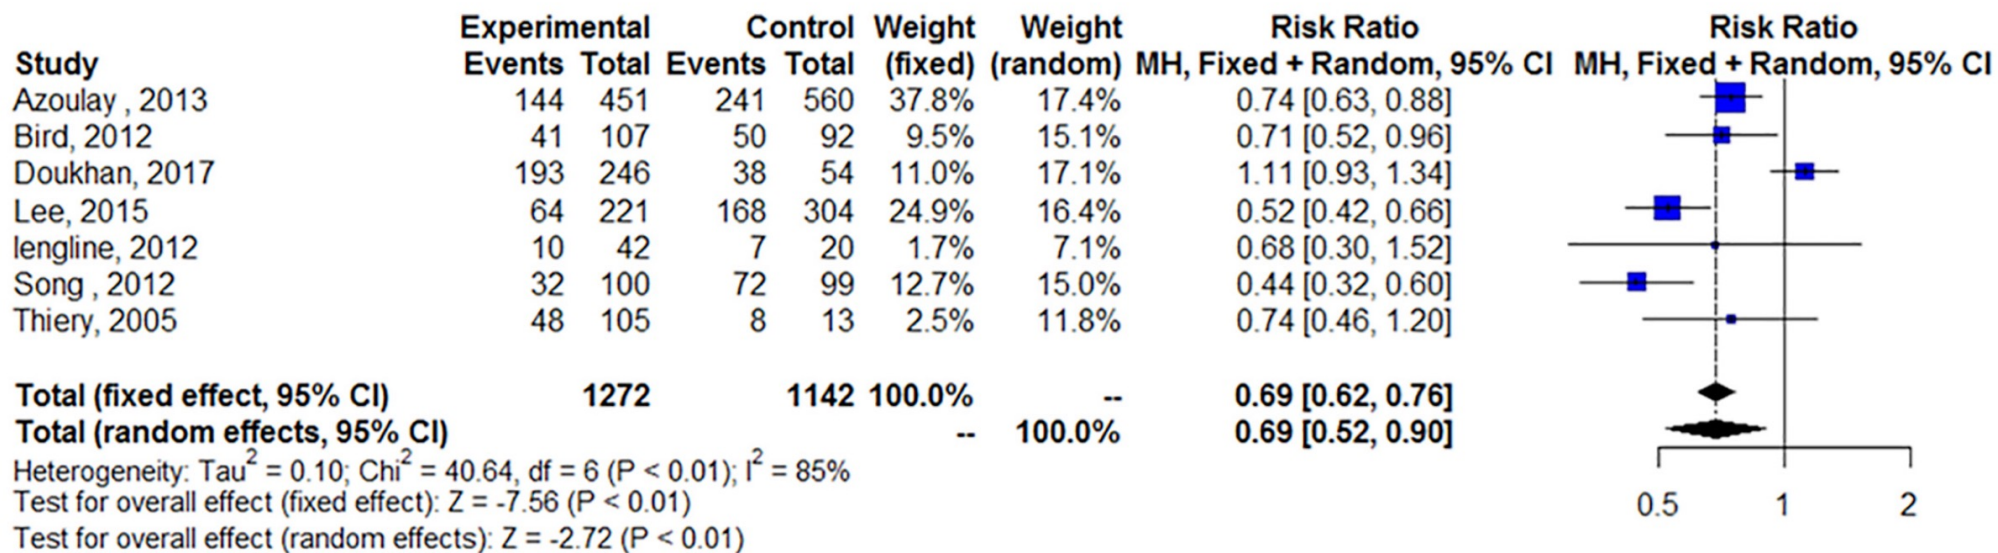 Experimental Control Weight Weight Risk Ratio Risk Ratio
Study Events Total Events Total (fixed) (random) MH, Fixed + Random, 95% CI MH, Fixed + Random, 95% CI
Azoulay , 2013 144 451 241 560 37.8% 17.4% 0.74 [0.63, 0.88]
Bird, 2012 41 107 50 92 9.5% 15.1% 0.71 [0.52, 0.96]
Doukhan, 2017 193 246 38 54 11.0% 17.1% 1.11 [0.93, 1.34]
Lee, 2015 64 221 168 304 24.9% 16.4% 0.52 [0.42, 0.66]
lengline, 2012 10 42 7 20 1.7% 7.1% 0.68 [0.30, 1.52]
Song , 2012 32 100 72 99 12.7% 15.0% 0.44 [0.32, 0.60]
Thiery, 2005 48 105 8 13 2.5% 11.8% 0.74 [0.46, 1.20]
Total (fixed effect, 95% CI) 1272 1142 100.0% -- 0.69 [0.62, 0.76]
Total (random effects, 95% CI) -- 100.0% 0.69 [0.52, 0.90]
Heterogeneity: Tau² = 0.10; Chi² = 40.64, df = 6 (P < 0.01); I² = 85%
Test for overall effect (fixed effect): Z = -7.56 (P < 0.01)
Test for overall effect (random effects): Z = -2.72 (P < 0.01)
0.5 1 2